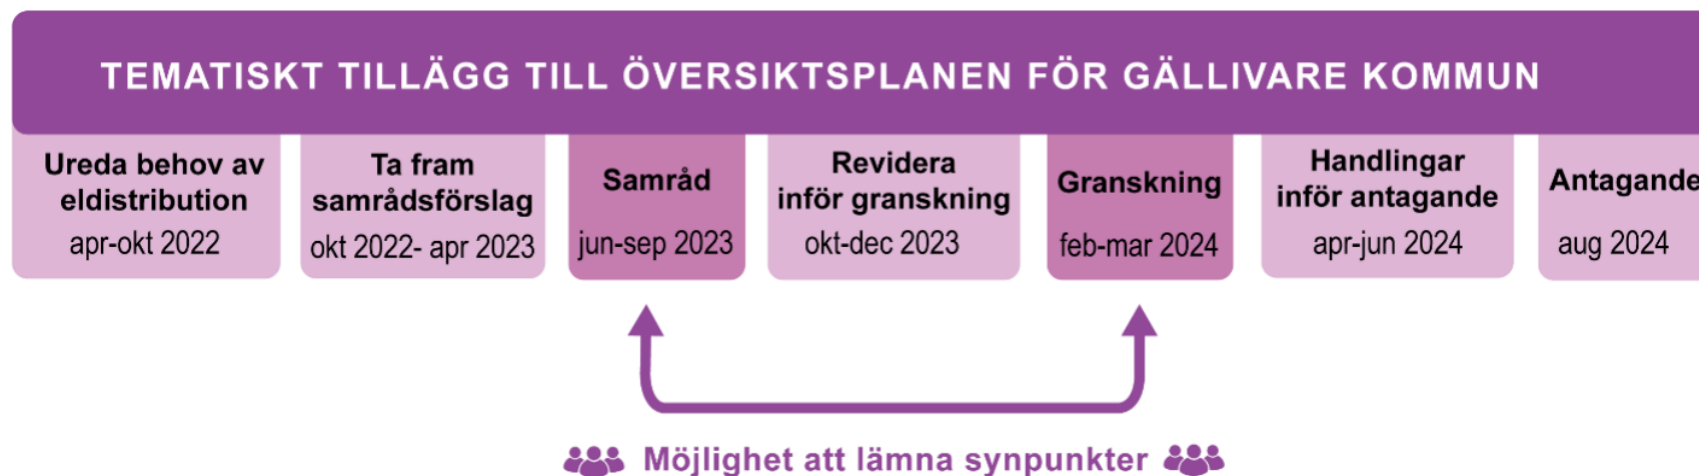 TEMATISKT TILLÄGG TILL ÖVERSIKTSPLANEN FÖR GÄLLIVARE KOMMUN
Ureda behov av
eldistribution
apr-okt 2022
Ta fram
samrådsförslag
okt 2022- apr 2023
Samråd
jun-sep 2023
Revidera
inför granskning
okt-dec 2023
Granskning
feb-mar 2024
Handlingar
inför antagande
apr-jun 2024
Antagande
aug 2024
Möjlighet att lämna synpunkter